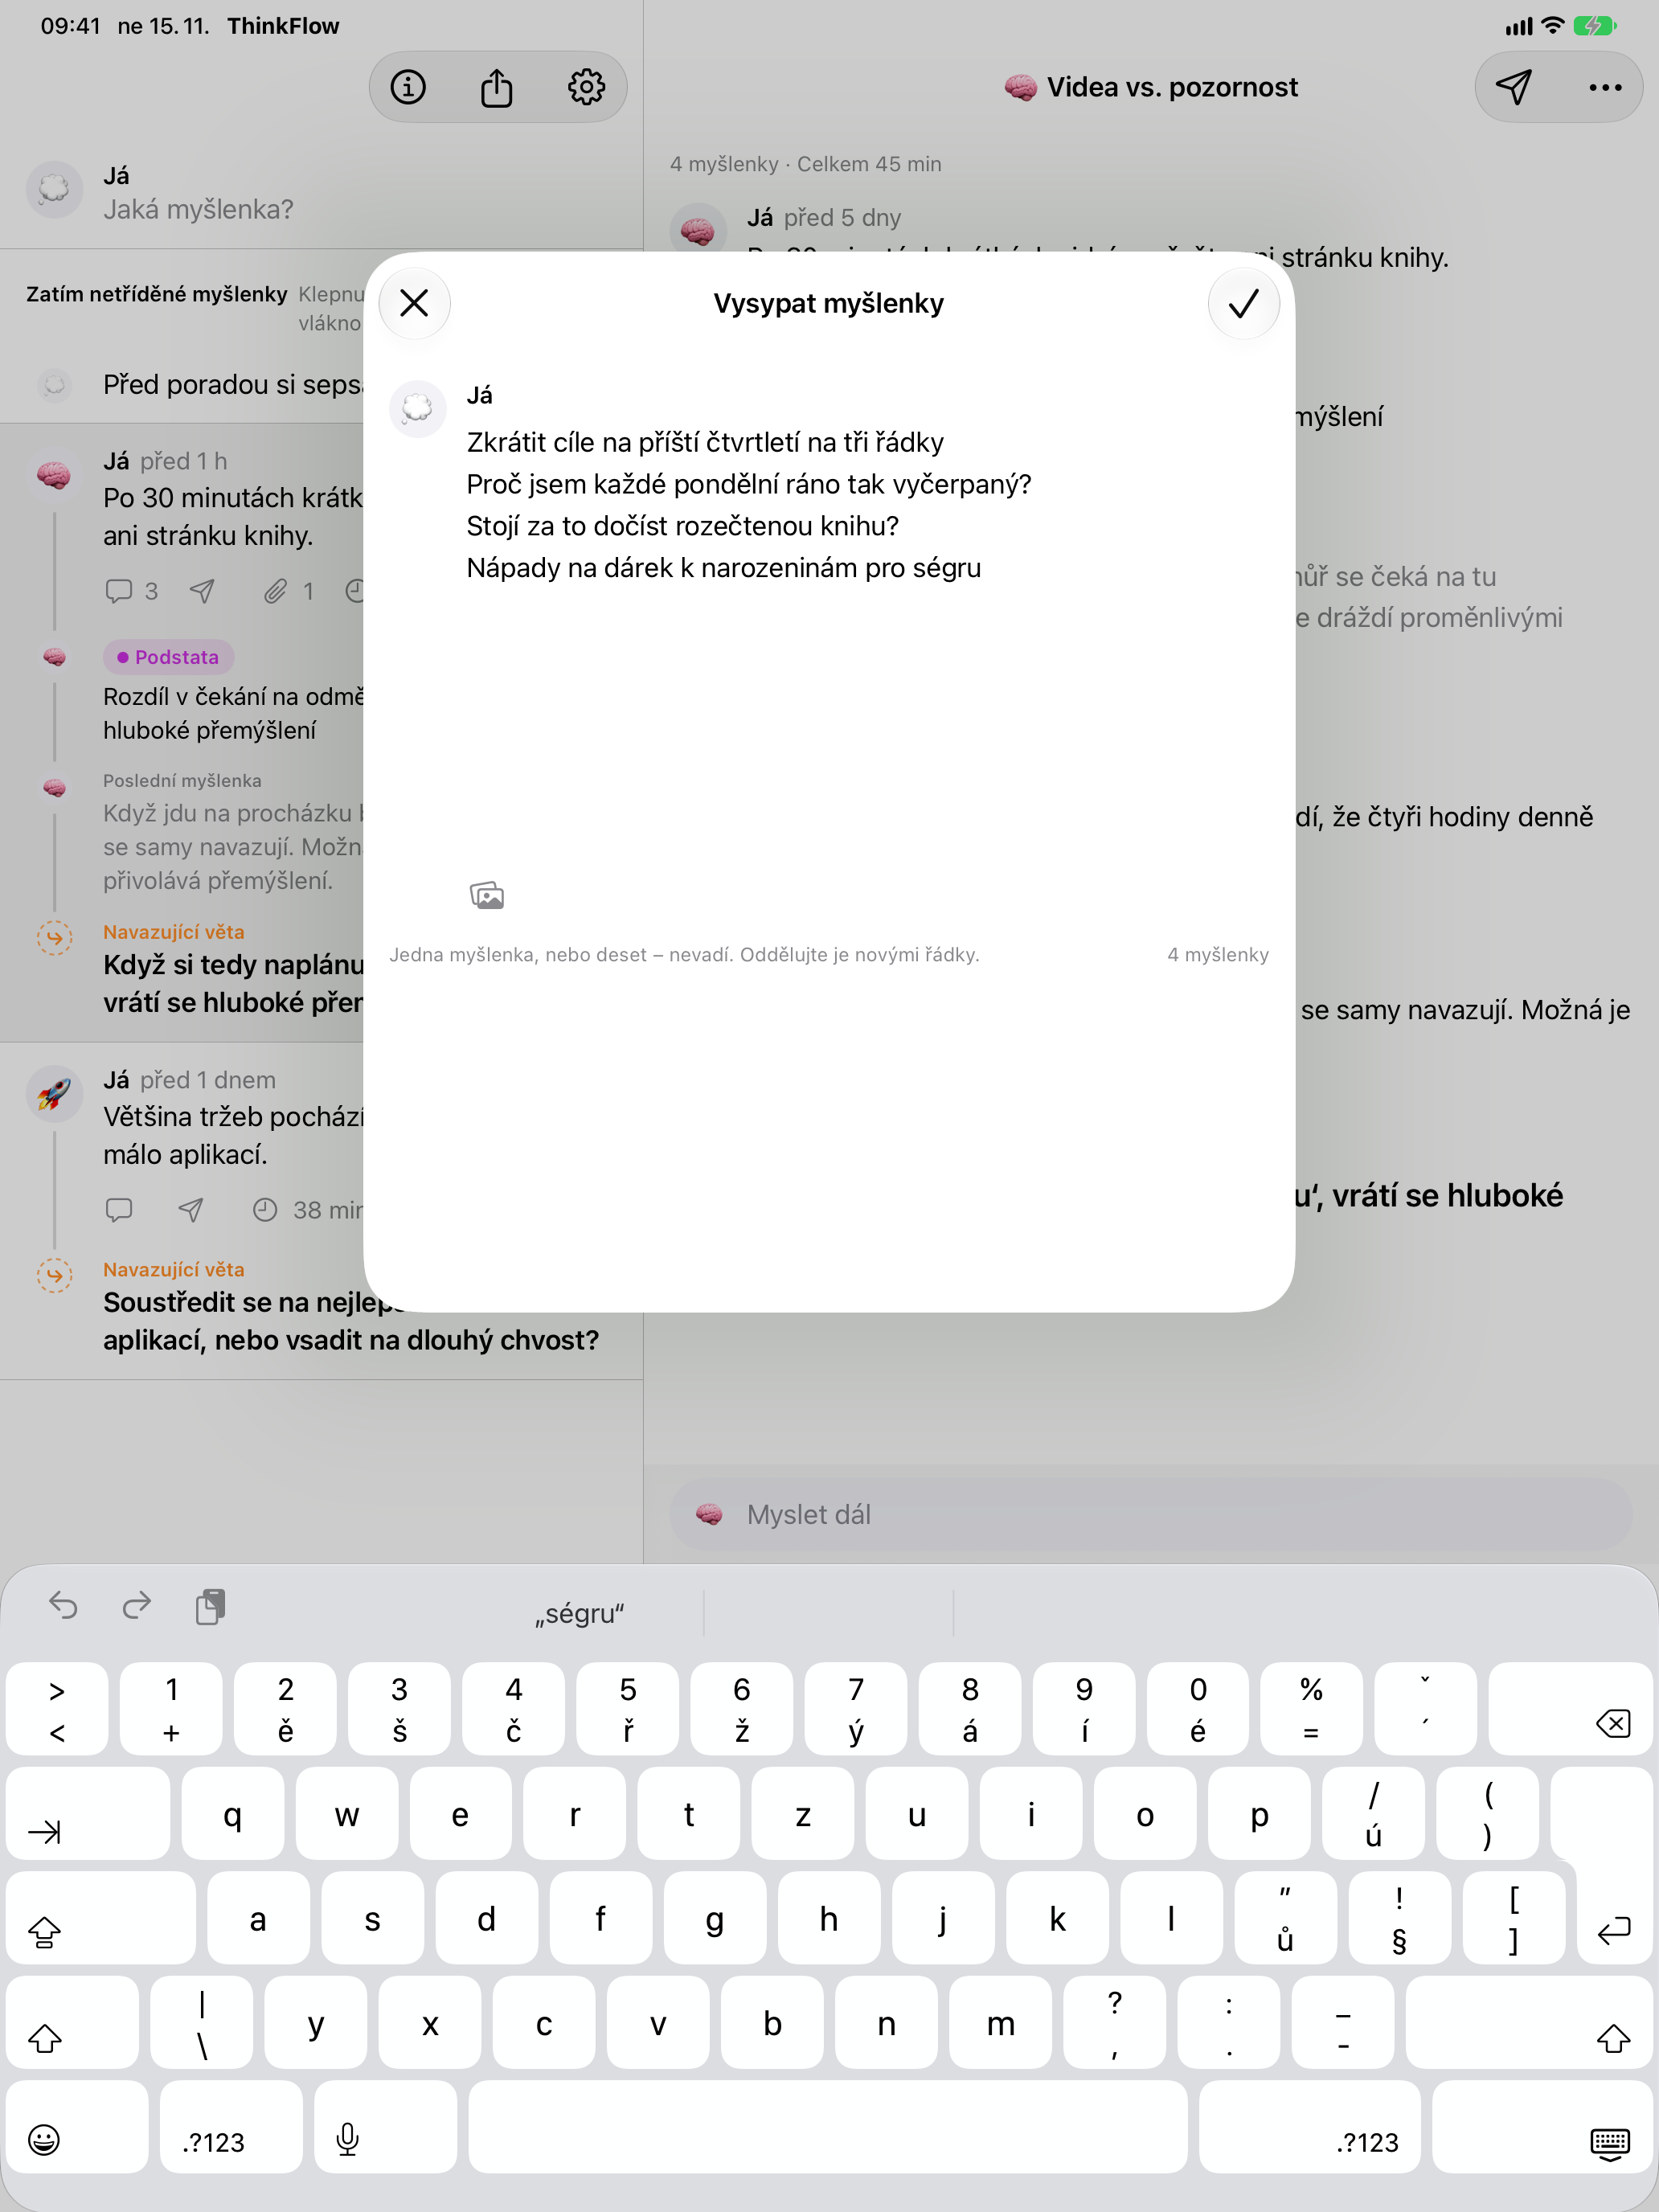 09:41 ne 15. 11. ThinkFlow
🧠 Videa vs. pozornost
Já
Jaká myšlenka?
Zatím netříděné myšlenky Klepnu
vlákno
Před poradou si seps
Já před 1 h
Po 30 minutách krátk
ani stránku knihy.
3 1
Podstata
Rozdíl v čekání na odmě
hluboké přemýšlení
Poslední myšlenka
Když jdu na procházku
se samy navazují. Možn
přivolává přemýšlení.
Navazující věta
Když si tedy naplánu
vrátí se hluboké pře
Já před 1 dnem
Většina tržeb pochází
málo aplikací.
38 min
Navazující věta
Soustředit se na nejlep
aplikací, nebo vsadit na dlouhý chvost?
4 myšlenky · Celkem 45 min
Já před 5 dny
stránku knihy.
mýšlení
se čeká na tu
dráždí proměnlivými
dí, že čtyři hodiny denně
se samy navazují. Možná je
u‘, vrátí se hluboké
Myslet dál
Vysypat myšlenky
Já
Zkrátit cíle na příští čtvrtletí na tři řádky
Proč jsem každé pondělní ráno tak vyčerpaný?
Stojí za to dočíst rozečtenou knihu?
Nápady na dárek k narozeninám pro ségru
Jedna myšlenka, nebo deset – nevadí. Oddělujte je novými řádky.
4 myšlenky
„ségru“
> 1 2 3 4 5 6 7 8 9 0 % ˇ
< + ě š č ř ž ý á í é = ´
q w e r t z u i o p / ú ( )
a s d f g h j k l " ů ! § [ ]
| \ y x c v b n m ? , : . _ -
.?123 .?123